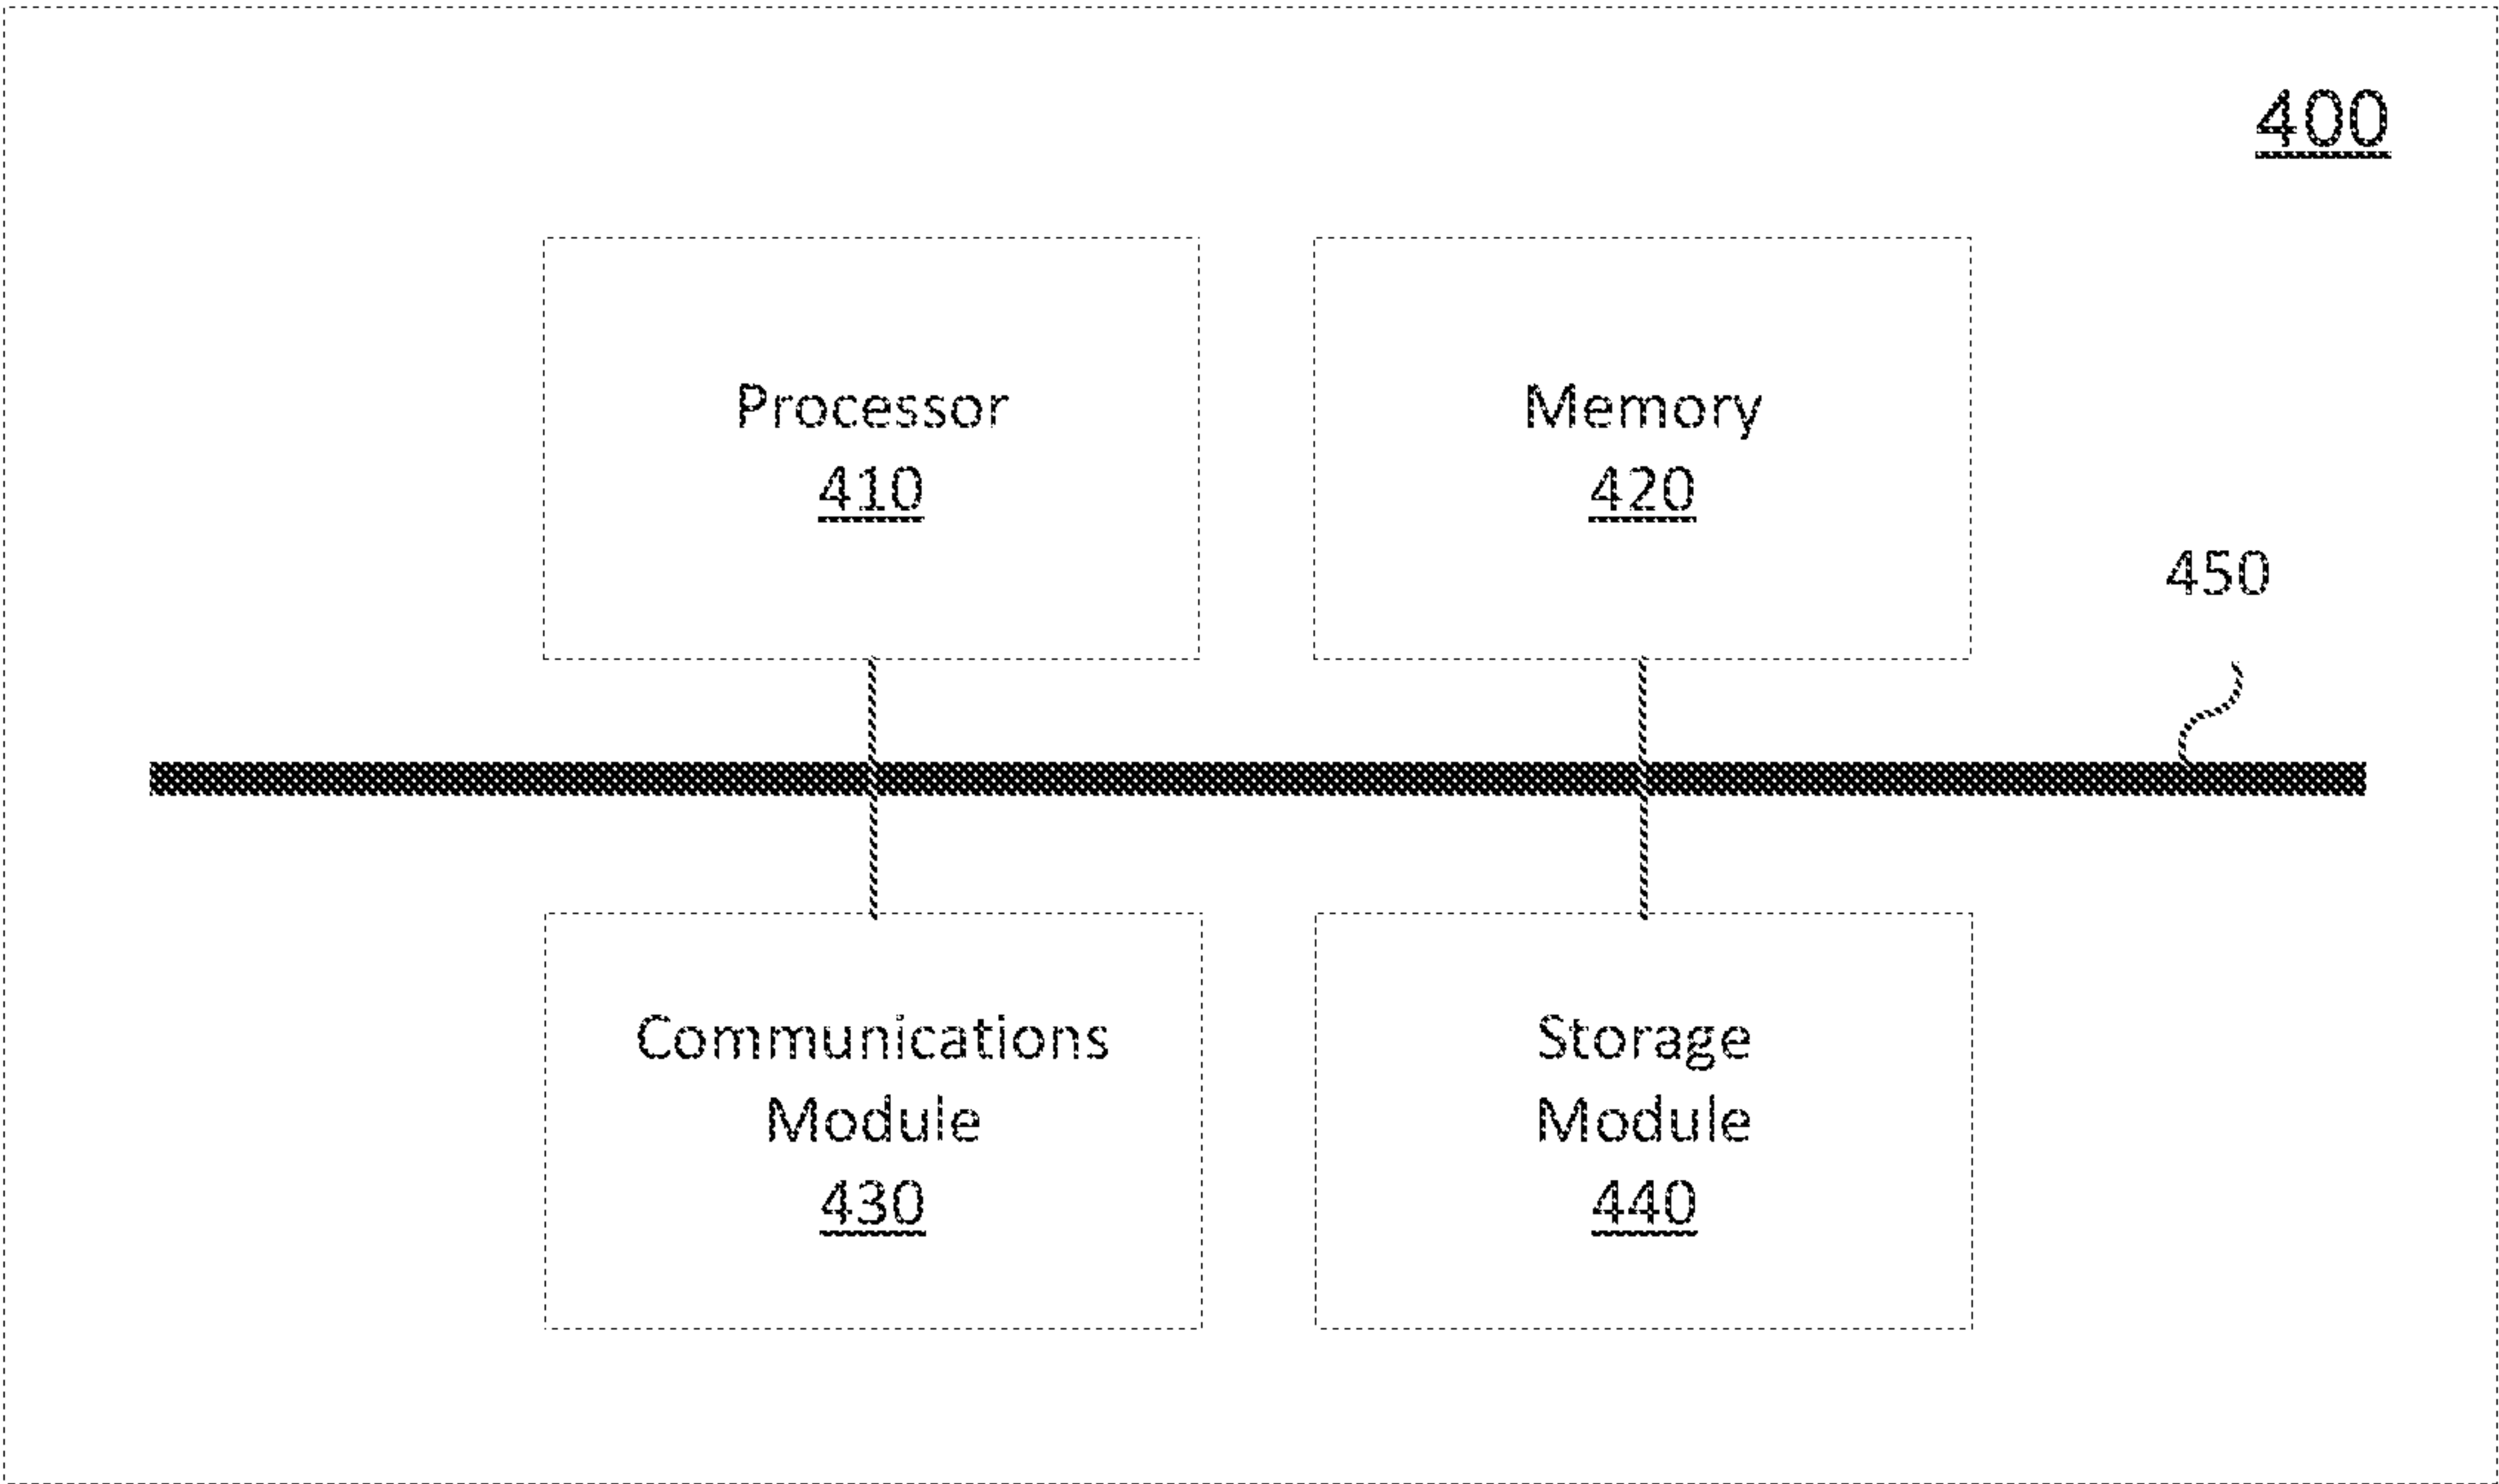 400
Processor
410
Memory
420
450
Communications
Module
430
Storage
Module
440